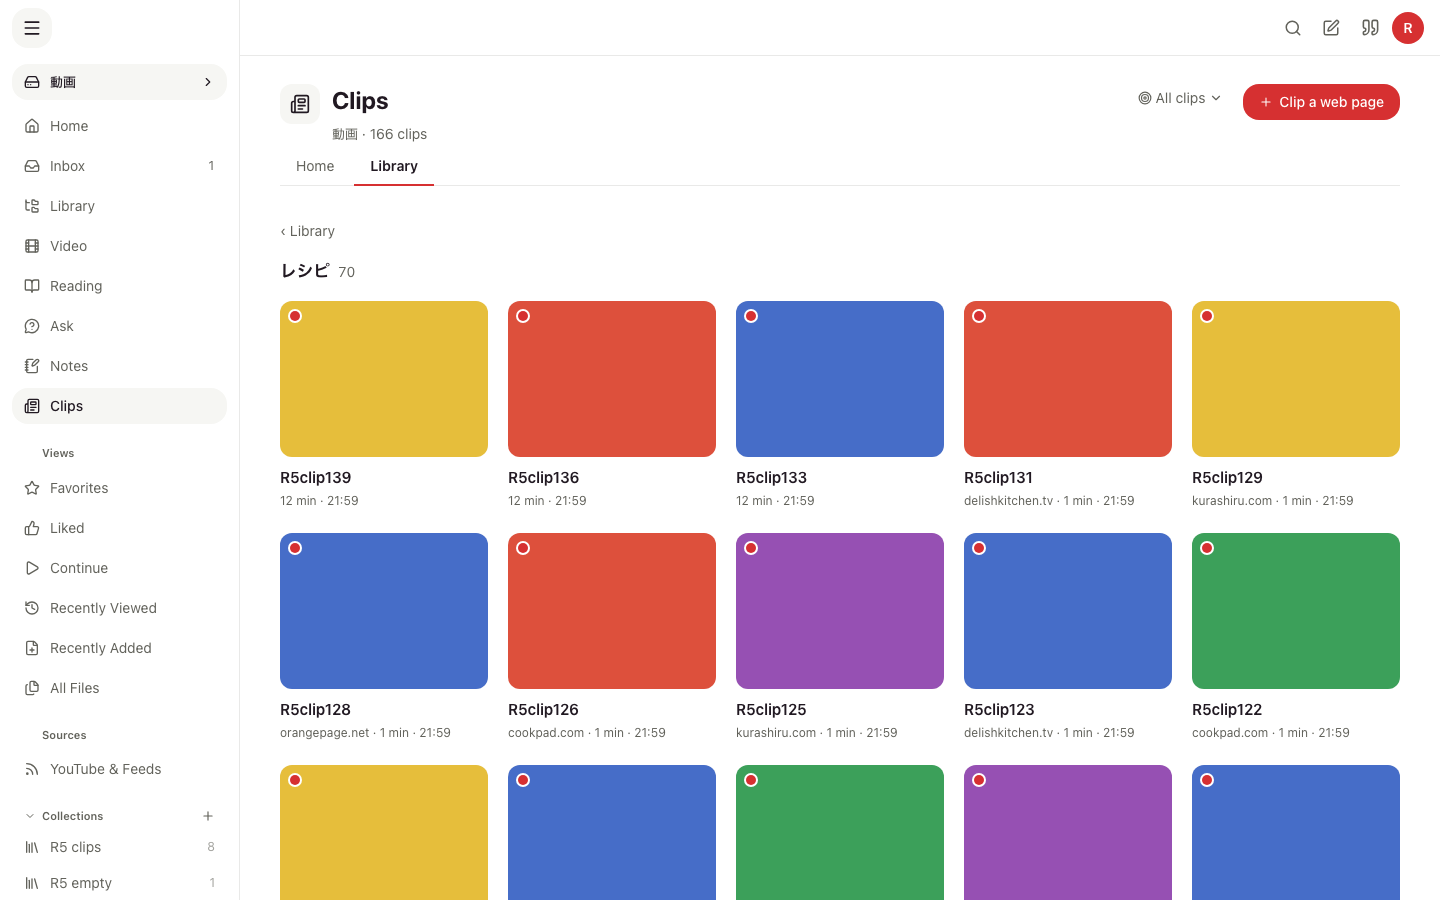 R
動画
Home
Inbox 1
Library
Video
Reading
Ask
Notes
Clips
Views
Favorites
Liked
Continue
Recently Viewed
Recently Added
All Files
Sources
YouTube & Feeds
Collections
R5 clips 8
R5 empty 1
Clips
動画 · 166 clips
All clips
Clip a web page
Home Library
‹ Library
レシピ 70
R5clip139 R5clip136 R5clip133 R5clip131 R5clip129
12 min · 21:59 12 min · 21:59 12 min · 21:59 delishkitchen.tv · 1 min · 21:59 kurashiru.com · 1 min · 21:59
R5clip128 R5clip126 R5clip125 R5clip123 R5clip122
orangepage.net · 1 min · 21:59 cookpad.com · 1 min · 21:59 kurashiru.com · 1 min · 21:59 delishkitchen.tv · 1 min · 21:59 cookpad.com · 1 min · 21:59